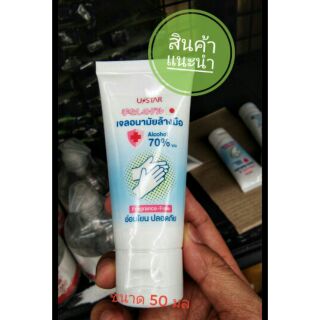 สินค้า
แนะนำ
U★STAR
เจลอนามัยล้างมือ
Alcohol
70% v/v
Fragrance-Free
อ่อนโยน ปลอดภัย
ขนาด 50 มล